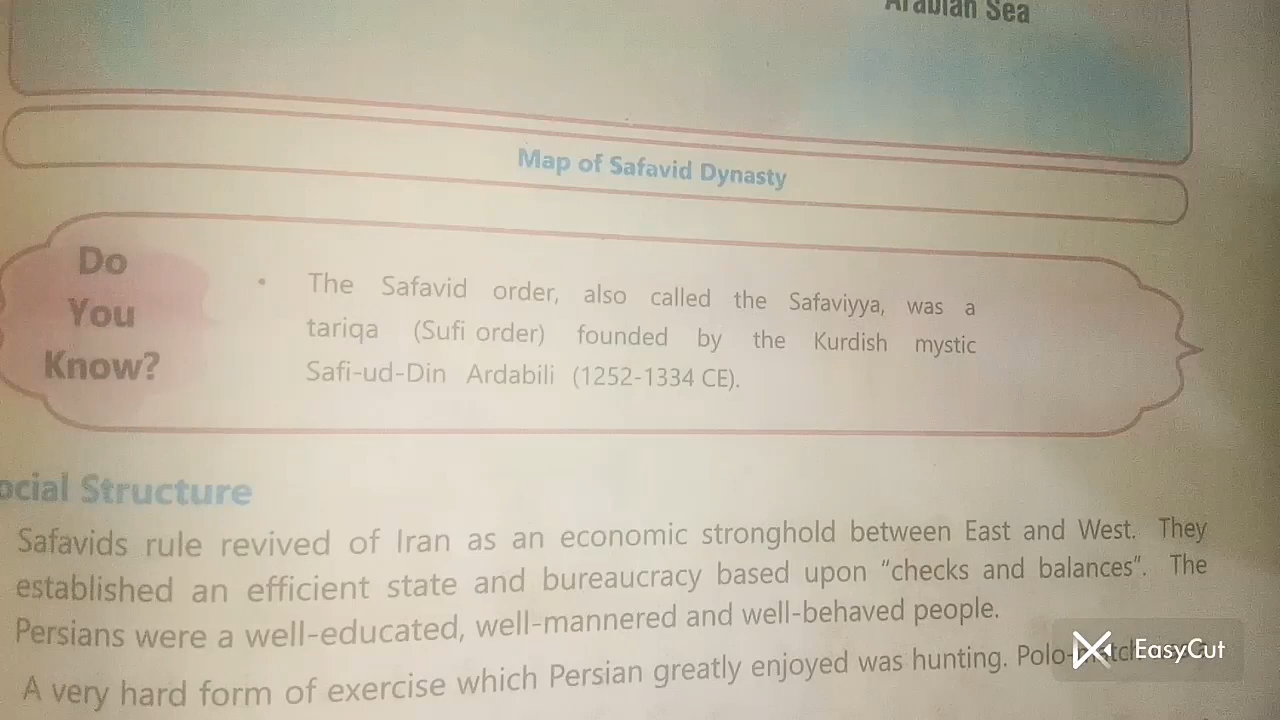 Arabian Sea
Map of Safavid Dynasty
Do
You
Know?
• The Safavid order, also called the Safaviyya, was a
tariqa (Sufi order) founded by the Kurdish mystic
Safi-ud-Din Ardabili (1252-1334 CE).
ocial Structure
Safavids rule revived of Iran as an economic stronghold between East and West. They
established an efficient state and bureaucracy based upon "checks and balances". The
Persians were a well-educated, well-mannered and well-behaved people.
A very hard form of exercise which Persian greatly enjoyed was hunting. Polo-
EasyCut